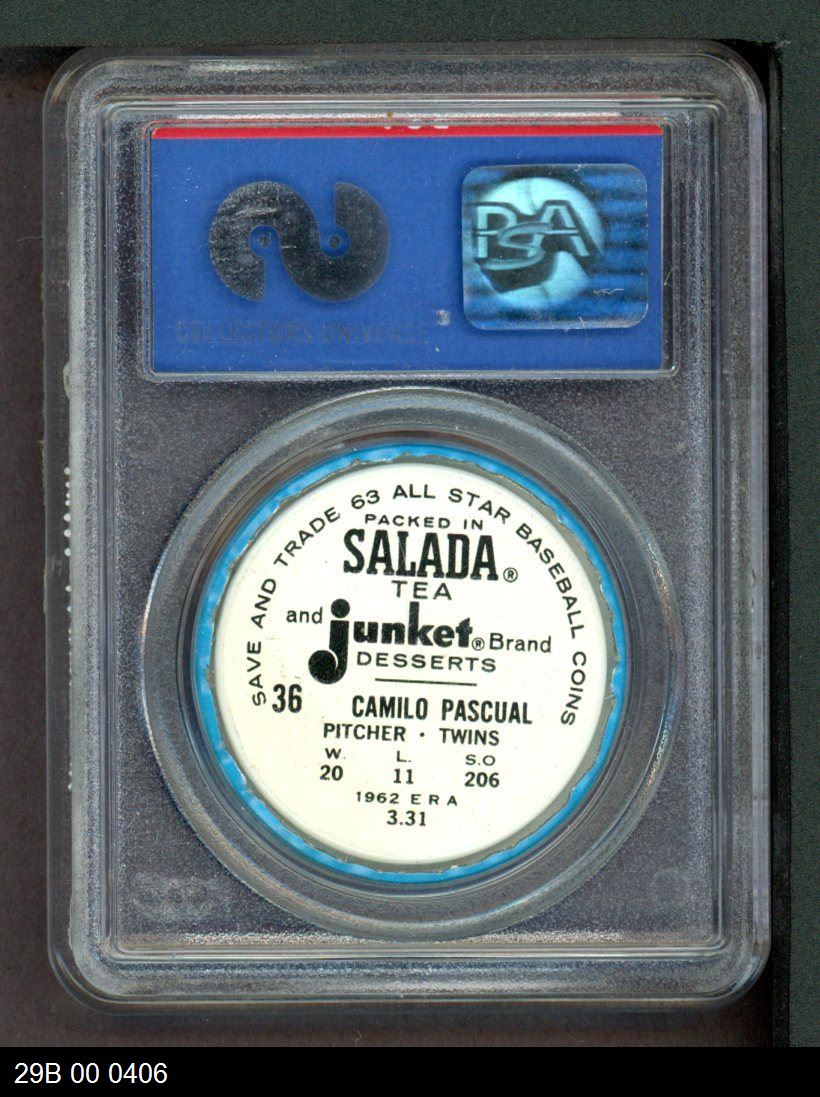 PSA
COLLECTORS UNIVERSE
SAVE AND TRADE 63 ALL STAR BASEBALL COINS
PACKED IN
SALADA®
TEA
and junket® Brand
DESSERTS
36 CAMILO PASCUAL
PITCHER · TWINS
W. L. S.O
20 11 206
1962 ERA
3.31
29B 00 0406